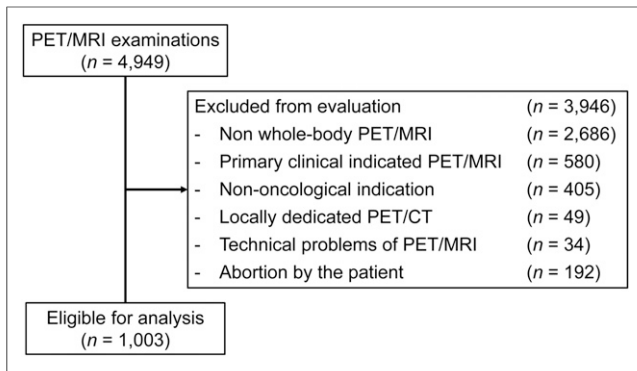 PET/MRI examinations
(n = 4,949)
Excluded from evaluation (n = 3,946)
- Non whole-body PET/MRI (n = 2,686)
- Primary clinical indicated PET/MRI (n = 580)
- Non-oncological indication (n = 405)
- Locally dedicated PET/CT (n = 49)
- Technical problems of PET/MRI (n = 34)
- Abortion by the patient (n = 192)
Eligible for analysis
(n = 1,003)